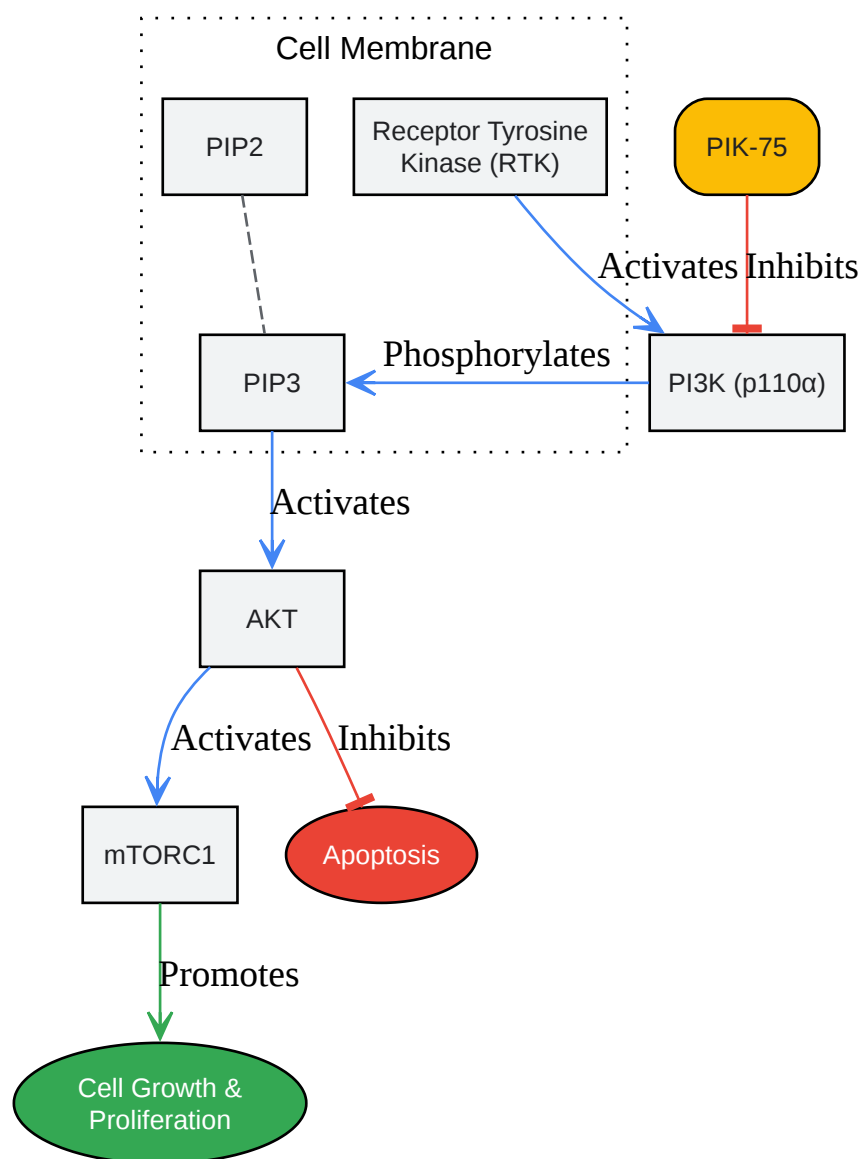 Cell Membrane
PIP2
Receptor Tyrosine
Kinase (RTK)
PIK-75
Activates
Inhibits
Phosphorylates
PIP3
PI3K (p110α)
Activates
AKT
Activates
Inhibits
mTORC1
Apoptosis
Promotes
Cell Growth &
Proliferation